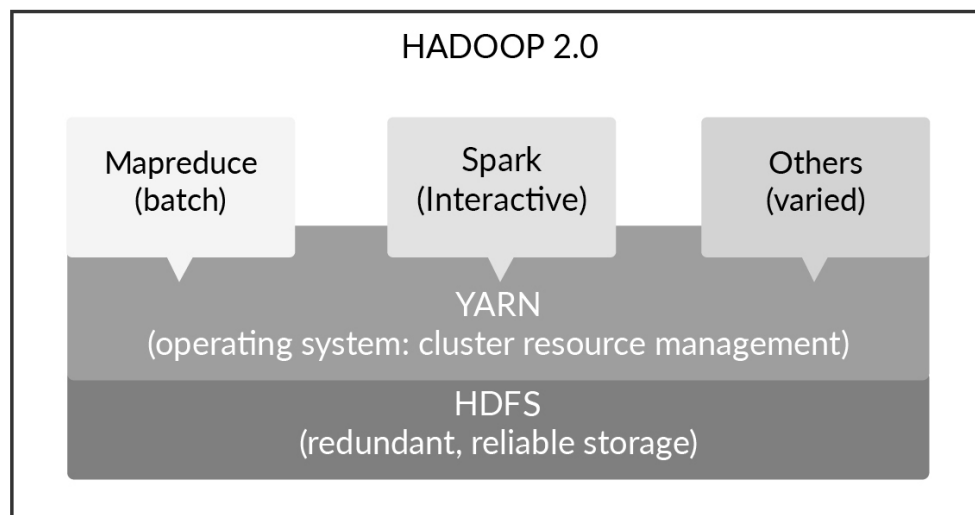 HADOOP 2.0
Mapreduce
(batch)
Spark
(Interactive)
Others
(varied)
YARN
(operating system: cluster resource management)
HDFS
(redundant, reliable storage)